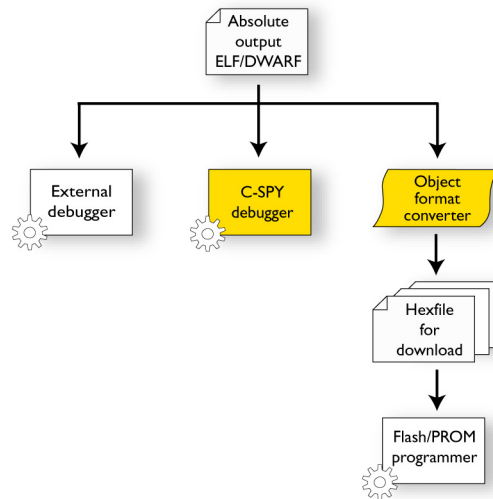 Absolute
output
ELF/DWARF
External
debugger
C-SPY
debugger
Object
format
converter
Hexfile
for
download
Flash/PROM
programmer